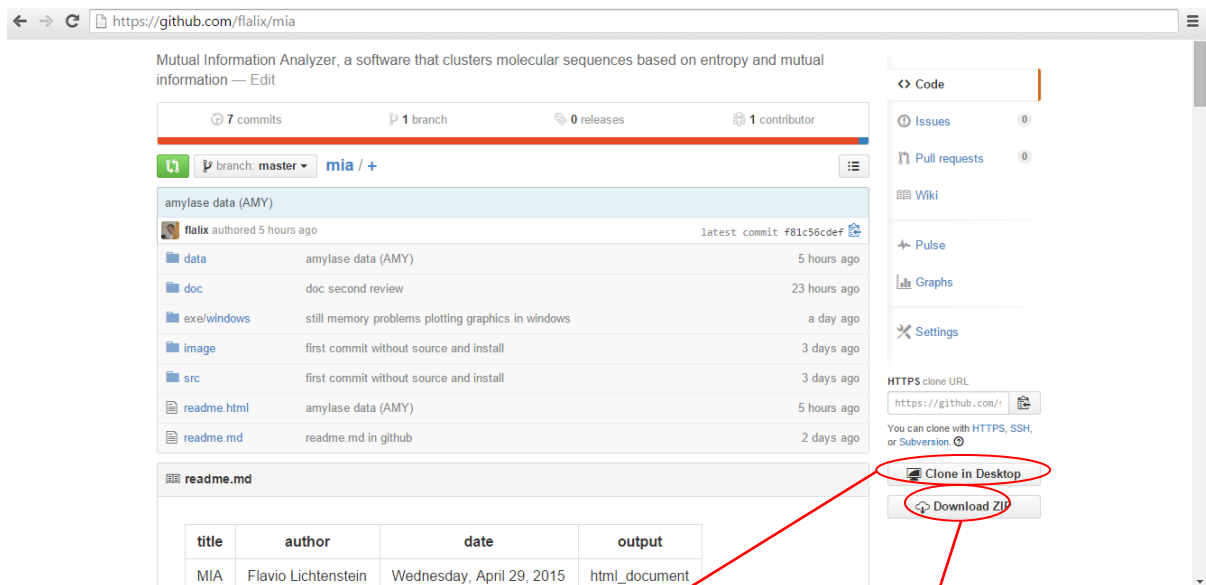 https://github.com/flalix/mia
Mutual Information Analyzer, a software that clusters molecular sequences based on entropy and mutual
information — Edit
7 commits 1 branch 0 releases 1 contributor
branch: master mia / +
amylase data (AMY)
flalix authored 5 hours ago latest commit f81c56cdef
data amylase data (AMY) 5 hours ago
doc doc second review 23 hours ago
exe/windows still memory problems plotting graphics in windows a day ago
image first commit without source and install 3 days ago
src first commit without source and install 3 days ago
readme.html amylase data (AMY) 5 hours ago
readme.md readme.md in github 2 days ago
readme.md
title author date output
MIA Flavio Lichtenstein Wednesday, April 29, 2015 html_document
Code
Issues 0
Pull requests 0
Wiki
Pulse
Graphs
Settings
HTTPS clone URL
https://github.com/
You can clone with HTTPS, SSH,
or Subversion.
Clone in Desktop
Download ZIP